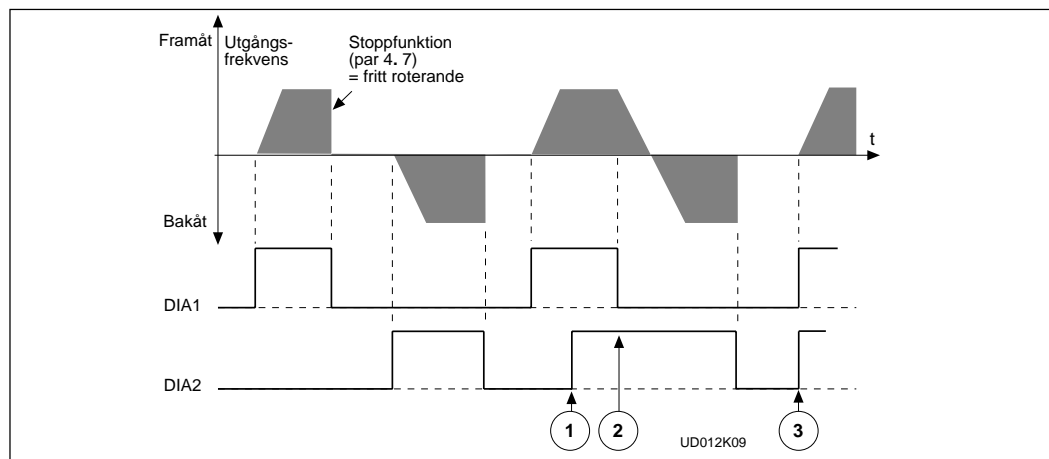 Framåt
Utgångs-
frekvens
Stoppfunktion
(par 4. 7)
= fritt roterande
t
Bakåt
DIA1
DIA2
1
2
3
UD012K09